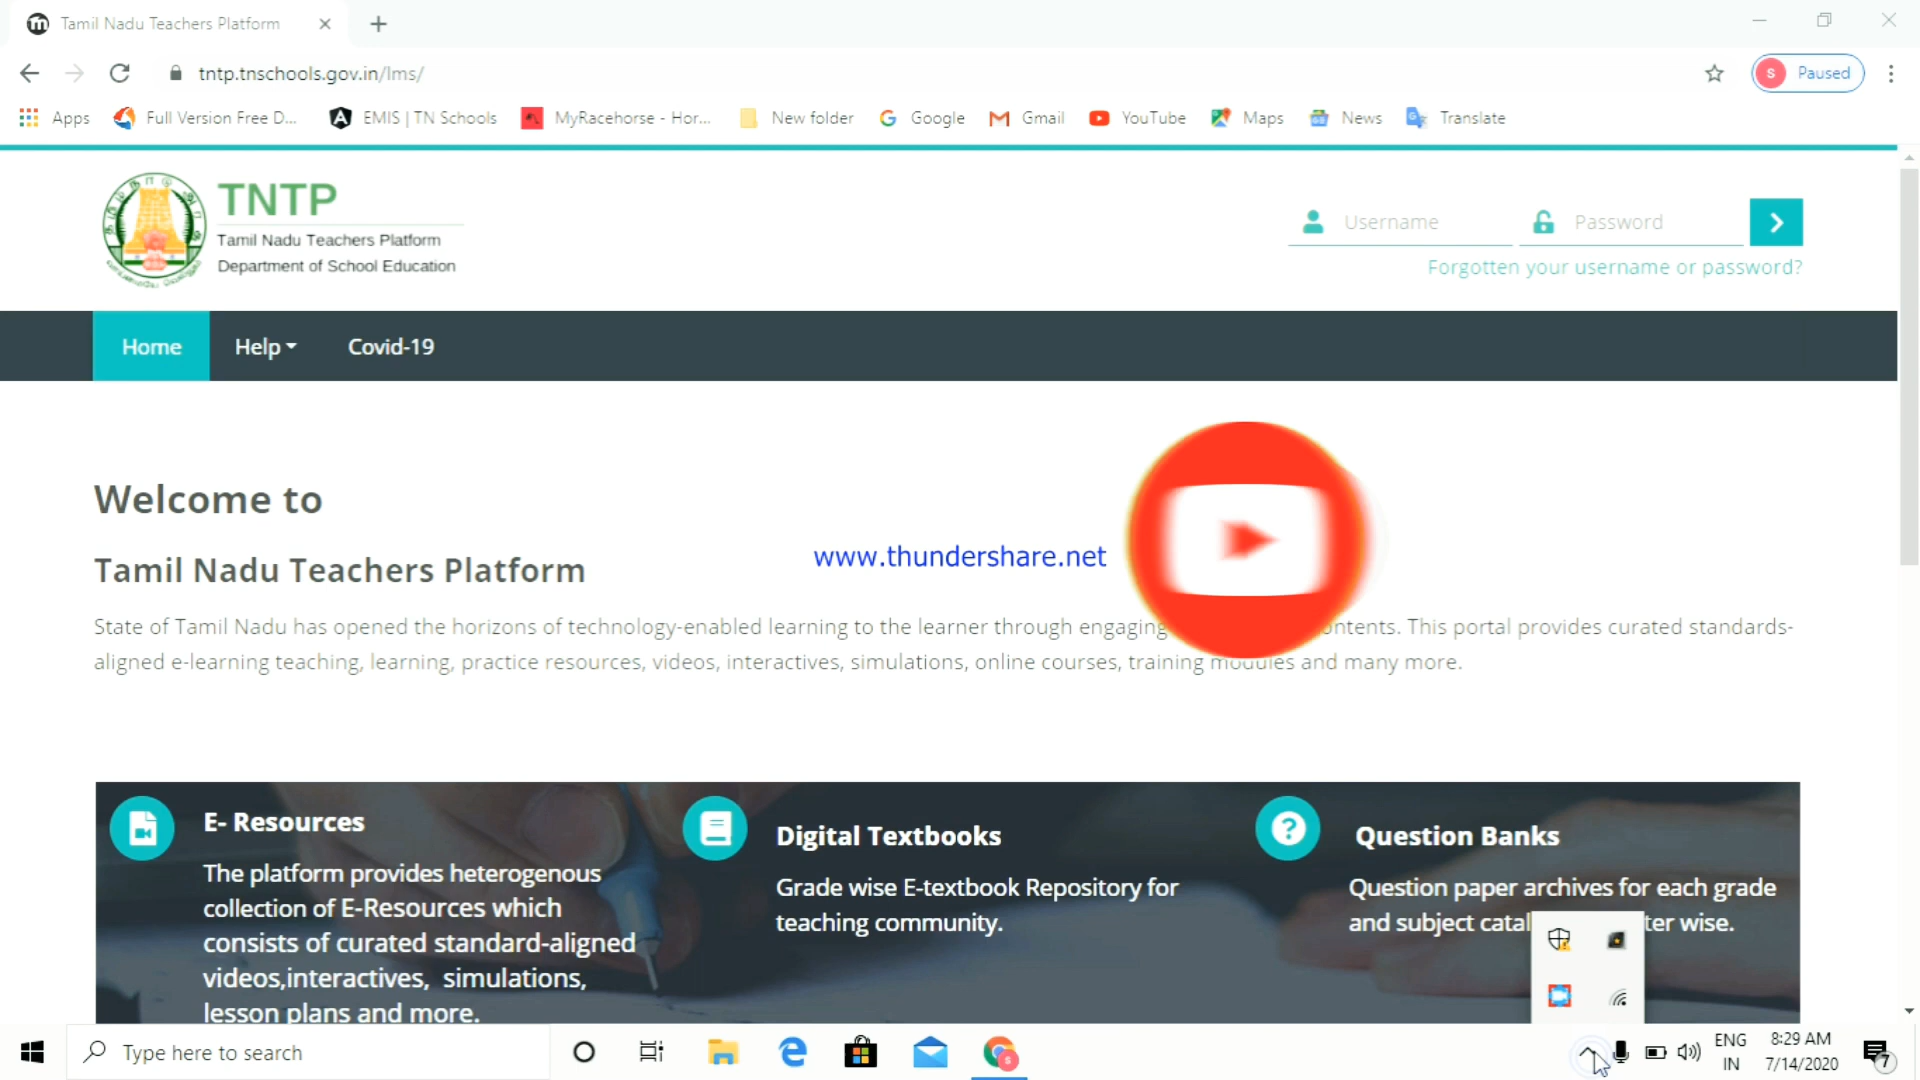 Tamil Nadu Teachers Platform
tntp.tnschools.gov.in/lms/
S Paused
Apps Full Version Free D... EMIS | TN Schools MyRacehorse - Hor... New folder Google Gmail YouTube Maps News Translate
TNTP
Tamil Nadu Teachers Platform
Department of School Education
Username Password
Forgotten your username or password?
Home Help Covid-19
Welcome to
Tamil Nadu Teachers Platform
www.thundershare.net
State of Tamil Nadu has opened the horizons of technology-enabled learning to the learner through engaging ontents. This portal provides curated standards-
aligned e-learning teaching, learning, practice resources, videos, interactives, simulations, online courses, training modules and many more.
E- Resources
The platform provides heterogenous
collection of E-Resources which
consists of curated standard-aligned
videos,interactives, simulations,
lesson plans and more.
Digital Textbooks
Grade wise E-textbook Repository for
teaching community.
Question Banks
Question paper archives for each grade
and subject catal ter wise.
Type here to search
ENG
IN
8:29 AM
7/14/2020
7